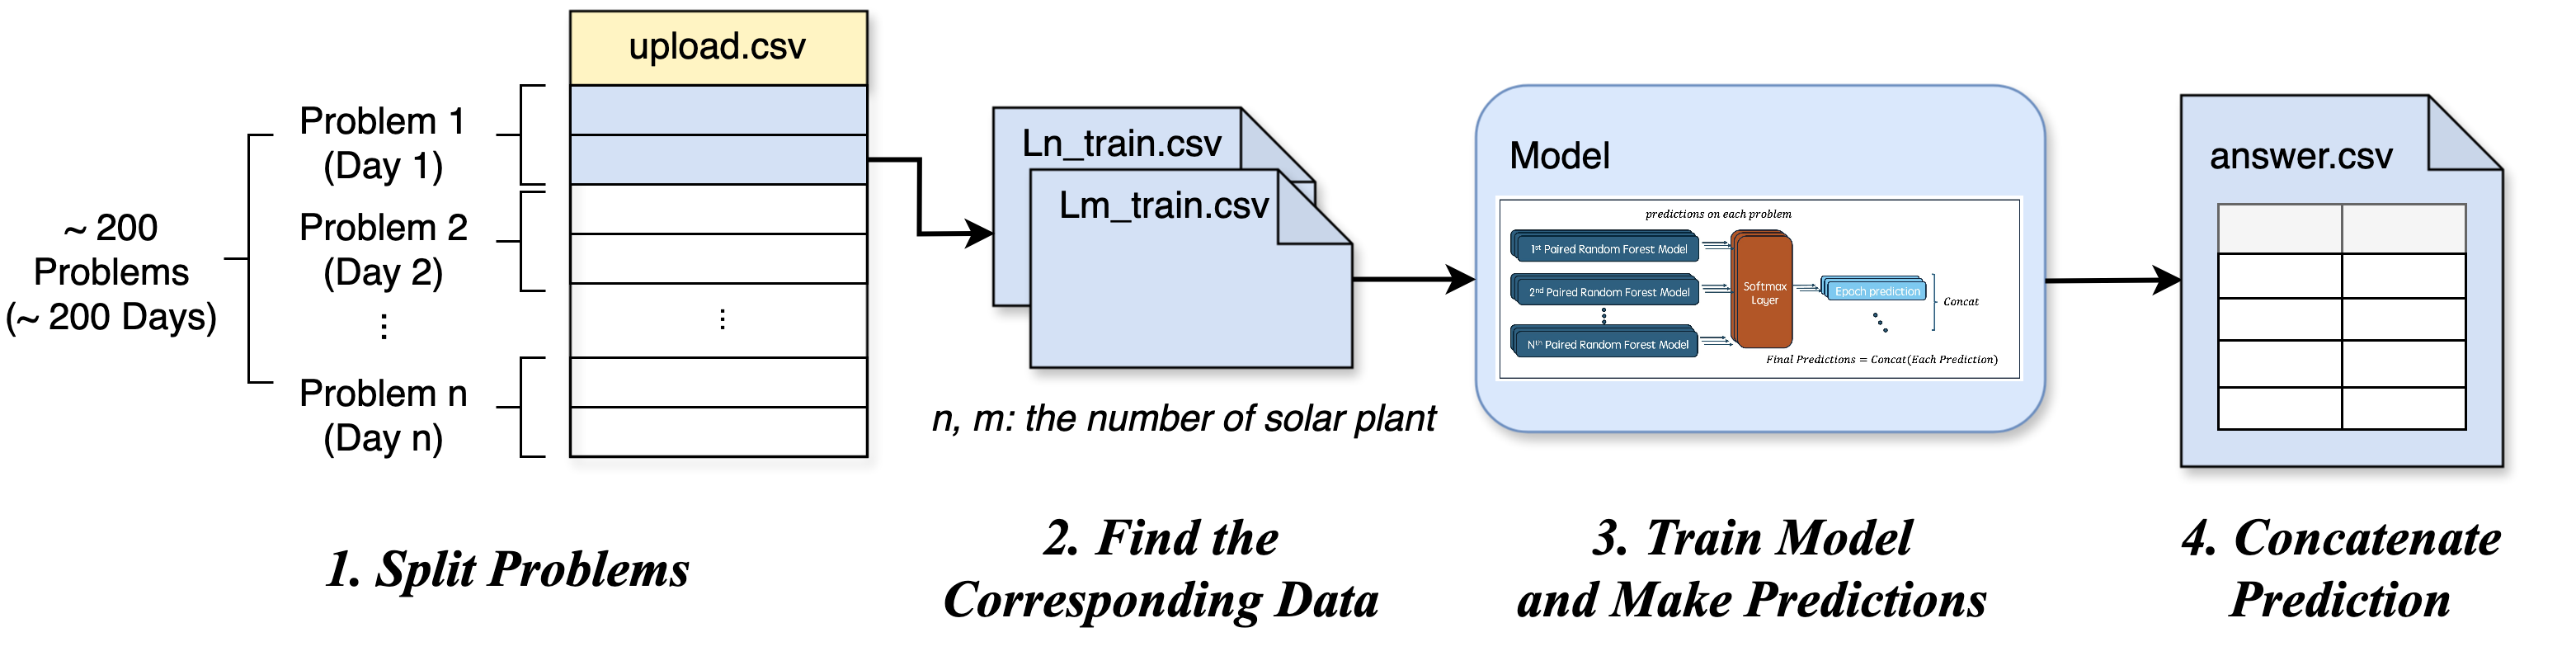 ~ 200
Problems
(~ 200 Days)
Problem 1
(Day 1)
Problem 2
(Day 2)
⋮
Problem n
(Day n)
upload.csv
⋮
1. Split Problems
Ln_train.csv
Lm_train.csv
n, m: the number of solar plant
2. Find the
Corresponding Data
Model
predictions on each problem
1st Paired Random Forest Model
2nd Paired Random Forest Model
Nth Paired Random Forest Model
Softmax
Layer
Epoch prediction
Concat
Final Predictions = Concat(Each Prediction)
3. Train Model
and Make Predictions
answer.csv
4. Concatenate
Prediction